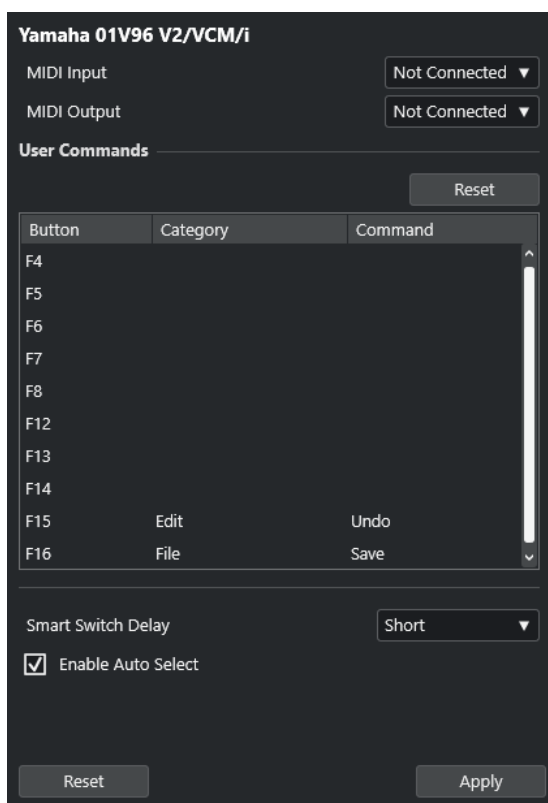 Yamaha 01V96 V2/VCM/i
MIDI Input Not Connected
MIDI Output Not Connected
User Commands
Reset
Button Category Command
F4
F5
F6
F7
F8
F12
F13
F14
F15 Edit Undo
F16 File Save
Smart Switch Delay Short
Enable Auto Select
Reset Apply